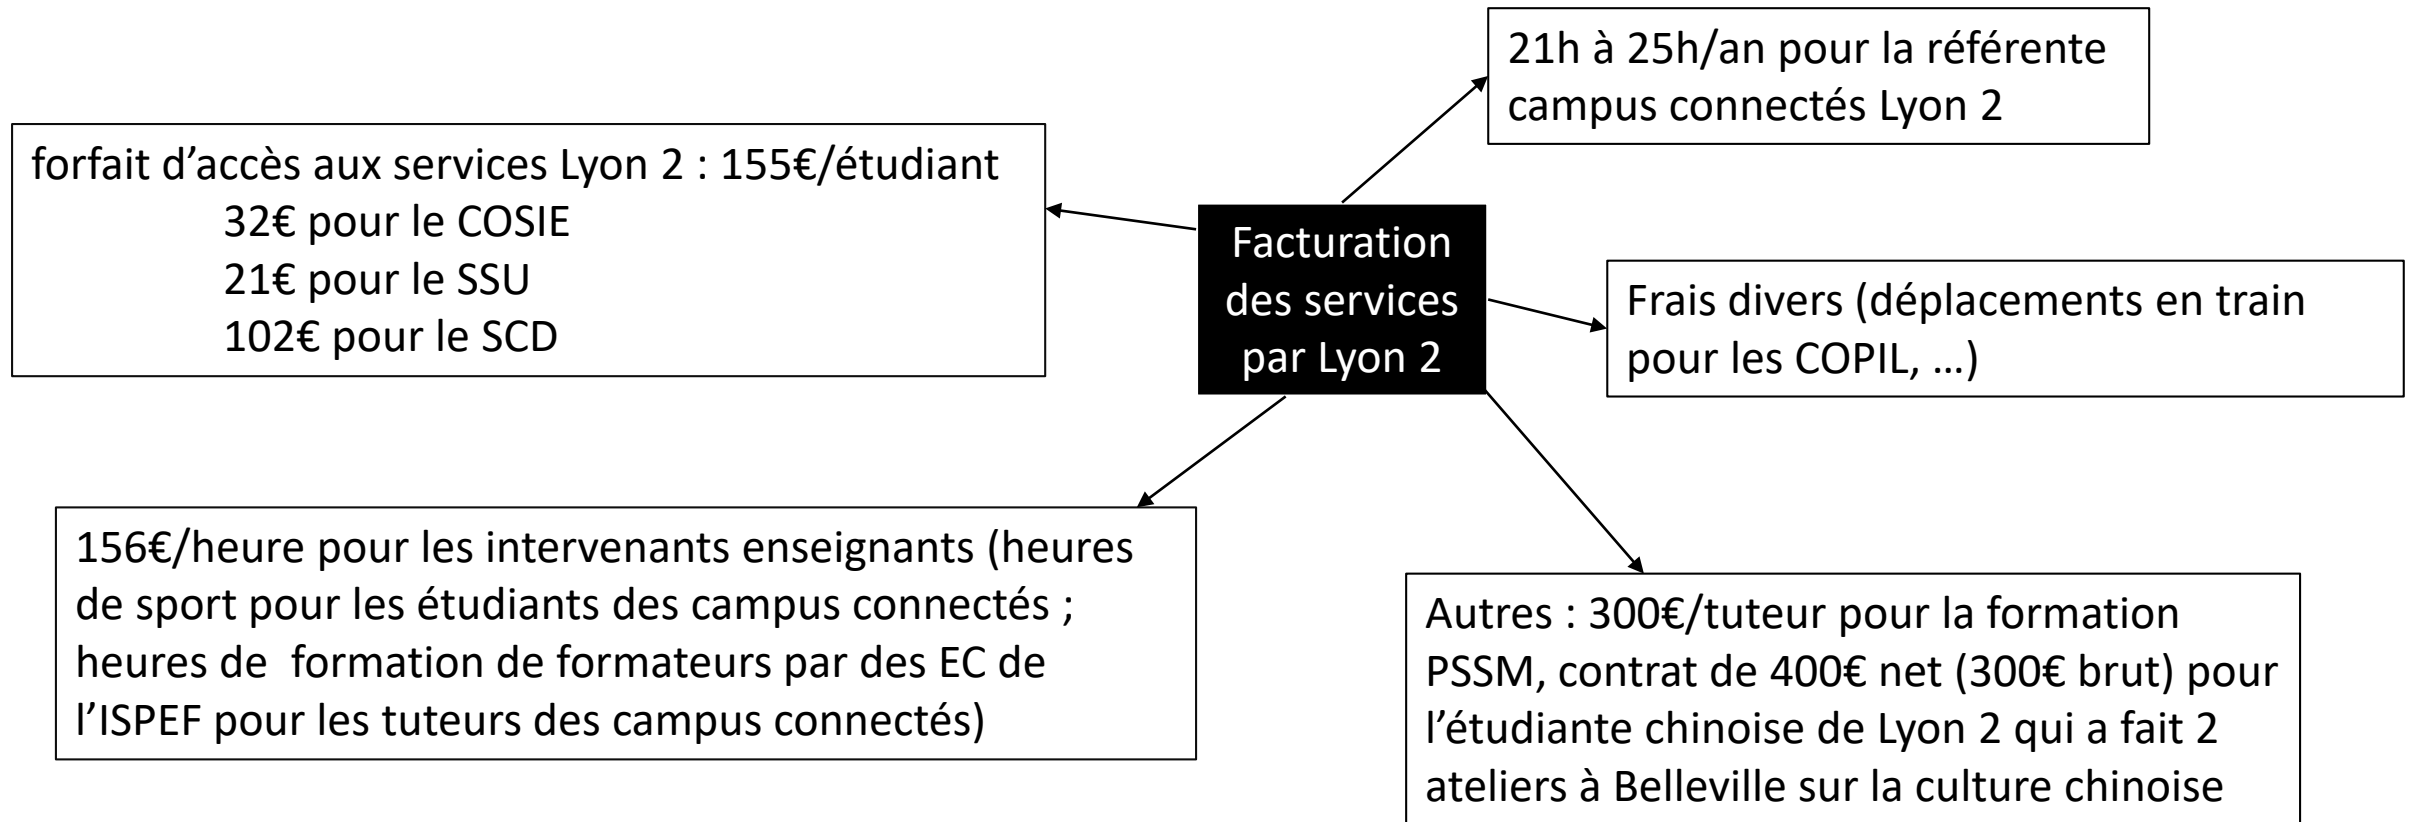 21h à 25h/an pour la référente
campus connectés Lyon 2
forfait d’accès aux services Lyon 2 : 155€/étudiant
32€ pour le COSIE
21€ pour le SSU
102€ pour le SCD
Facturation
des services
par Lyon 2
Frais divers (déplacements en train
pour les COPIL, …)
156€/heure pour les intervenants enseignants (heures
de sport pour les étudiants des campus connectés ;
heures de  formation de formateurs par des EC de
l’ISPEF pour les tuteurs des campus connectés)
Autres : 300€/tuteur pour la formation
PSSM, contrat de 400€ net (300€ brut) pour
l’étudiante chinoise de Lyon 2 qui a fait 2
ateliers à Belleville sur la culture chinoise